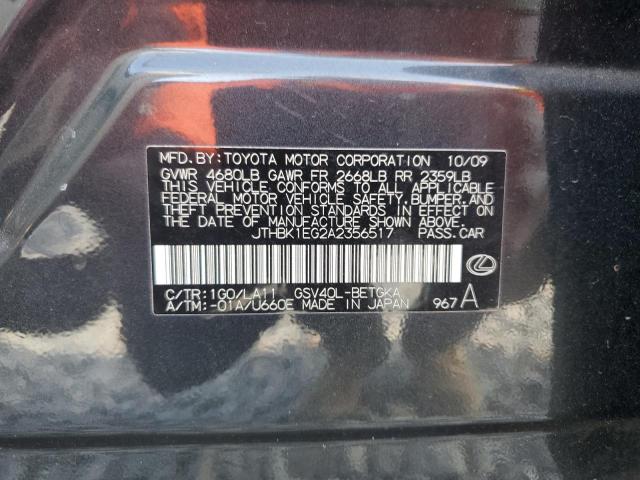 MFD. BY: TOYOTA MOTOR CORPORATION 10/09
GVWR 4680LB GAWR FR 2668LB RR 2359LB
THIS VEHICLE CONFORMS TO ALL APPLICABLE
FEDERAL MOTOR VEHICLE SAFETY, BUMPER, AND
THEFT PREVENTION STANDARDS IN EFFECT ON
THE DATE OF MANUFACTURE SHOWN ABOVE.
JTHBK1EG2A2356517 PASS. CAR
C/TR: 1G0/LA11 GSV40L-BETGKA
A/TM: -01A/U660E MADE IN JAPAN 967 A